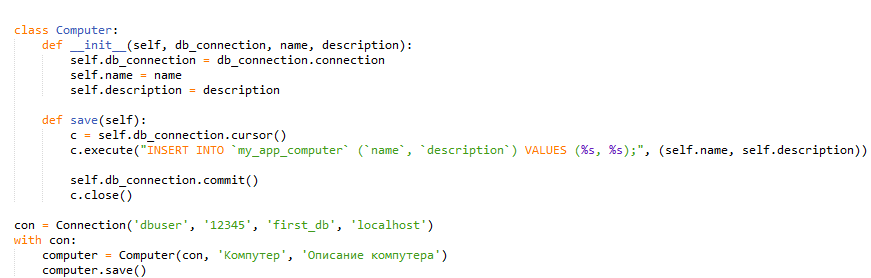 class Computer:
    def __init__(self, db_connection, name, description):
        self.db_connection = db_connection.connection
        self.name = name
        self.description = description

    def save(self):
        c = self.db_connection.cursor()
        c.execute("INSERT INTO `my_app_computer` (`name`, `description`) VALUES (%s, %s);", (self.name, self.description))

        self.db_connection.commit()
        c.close()

con = Connection('dbuser', '12345', 'first_db', 'localhost')
with con:
    computer = Computer(con, 'Компутер', 'Описание компутера')
    computer.save()